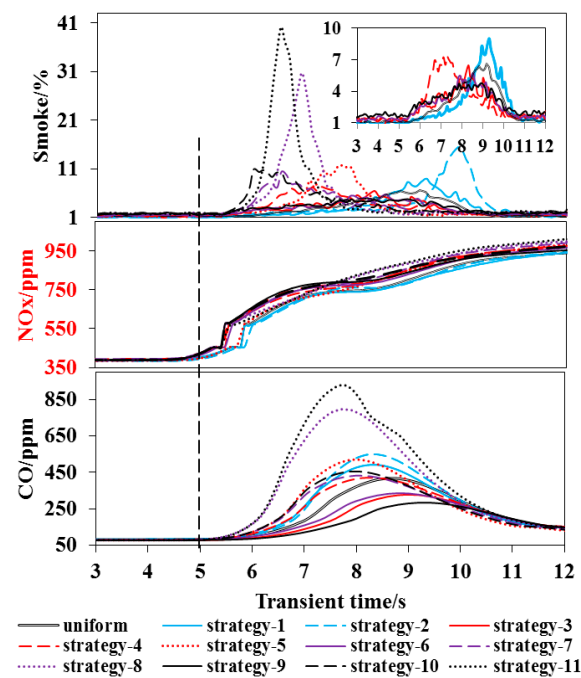 Smoke/%
41
31
21
11
1
10
7
4
1
3 4 5 6 7 8 9 10 11 12
NOx/ppm
950
750
550
350
CO/ppm
850
650
450
250
50
3 4 5 6 7 8 9 10 11 12
Transient time/s
uniform strategy-1 strategy-2 strategy-3
strategy-4 strategy-5 strategy-6 strategy-7
strategy-8 strategy-9 strategy-10 strategy-11